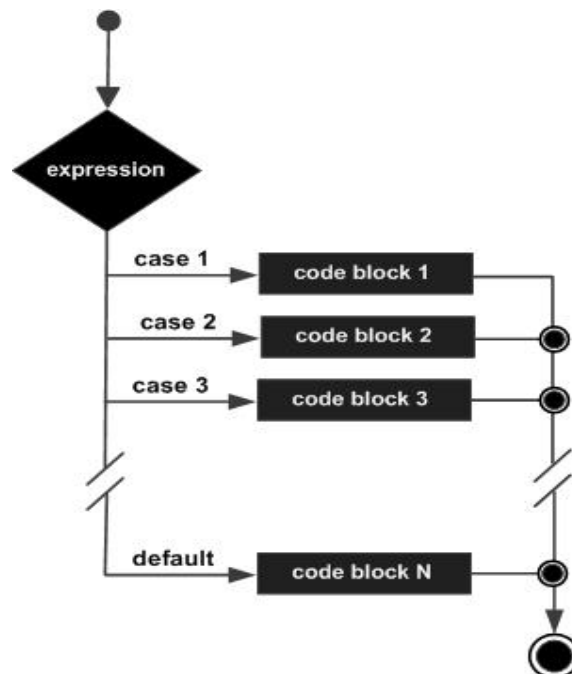 expression
case 1
code block 1
case 2
code block 2
case 3
code block 3
default
code block N